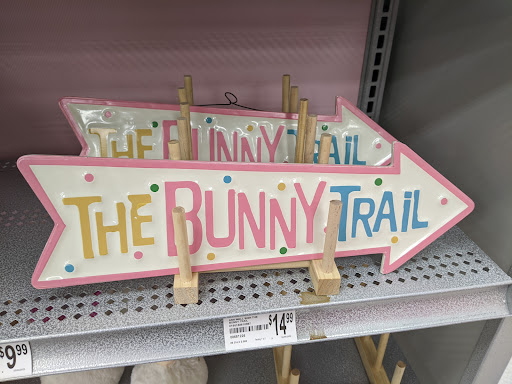 THE BUNNY TRAIL
THE BUNNY TRAIL
$14.99
$9.99